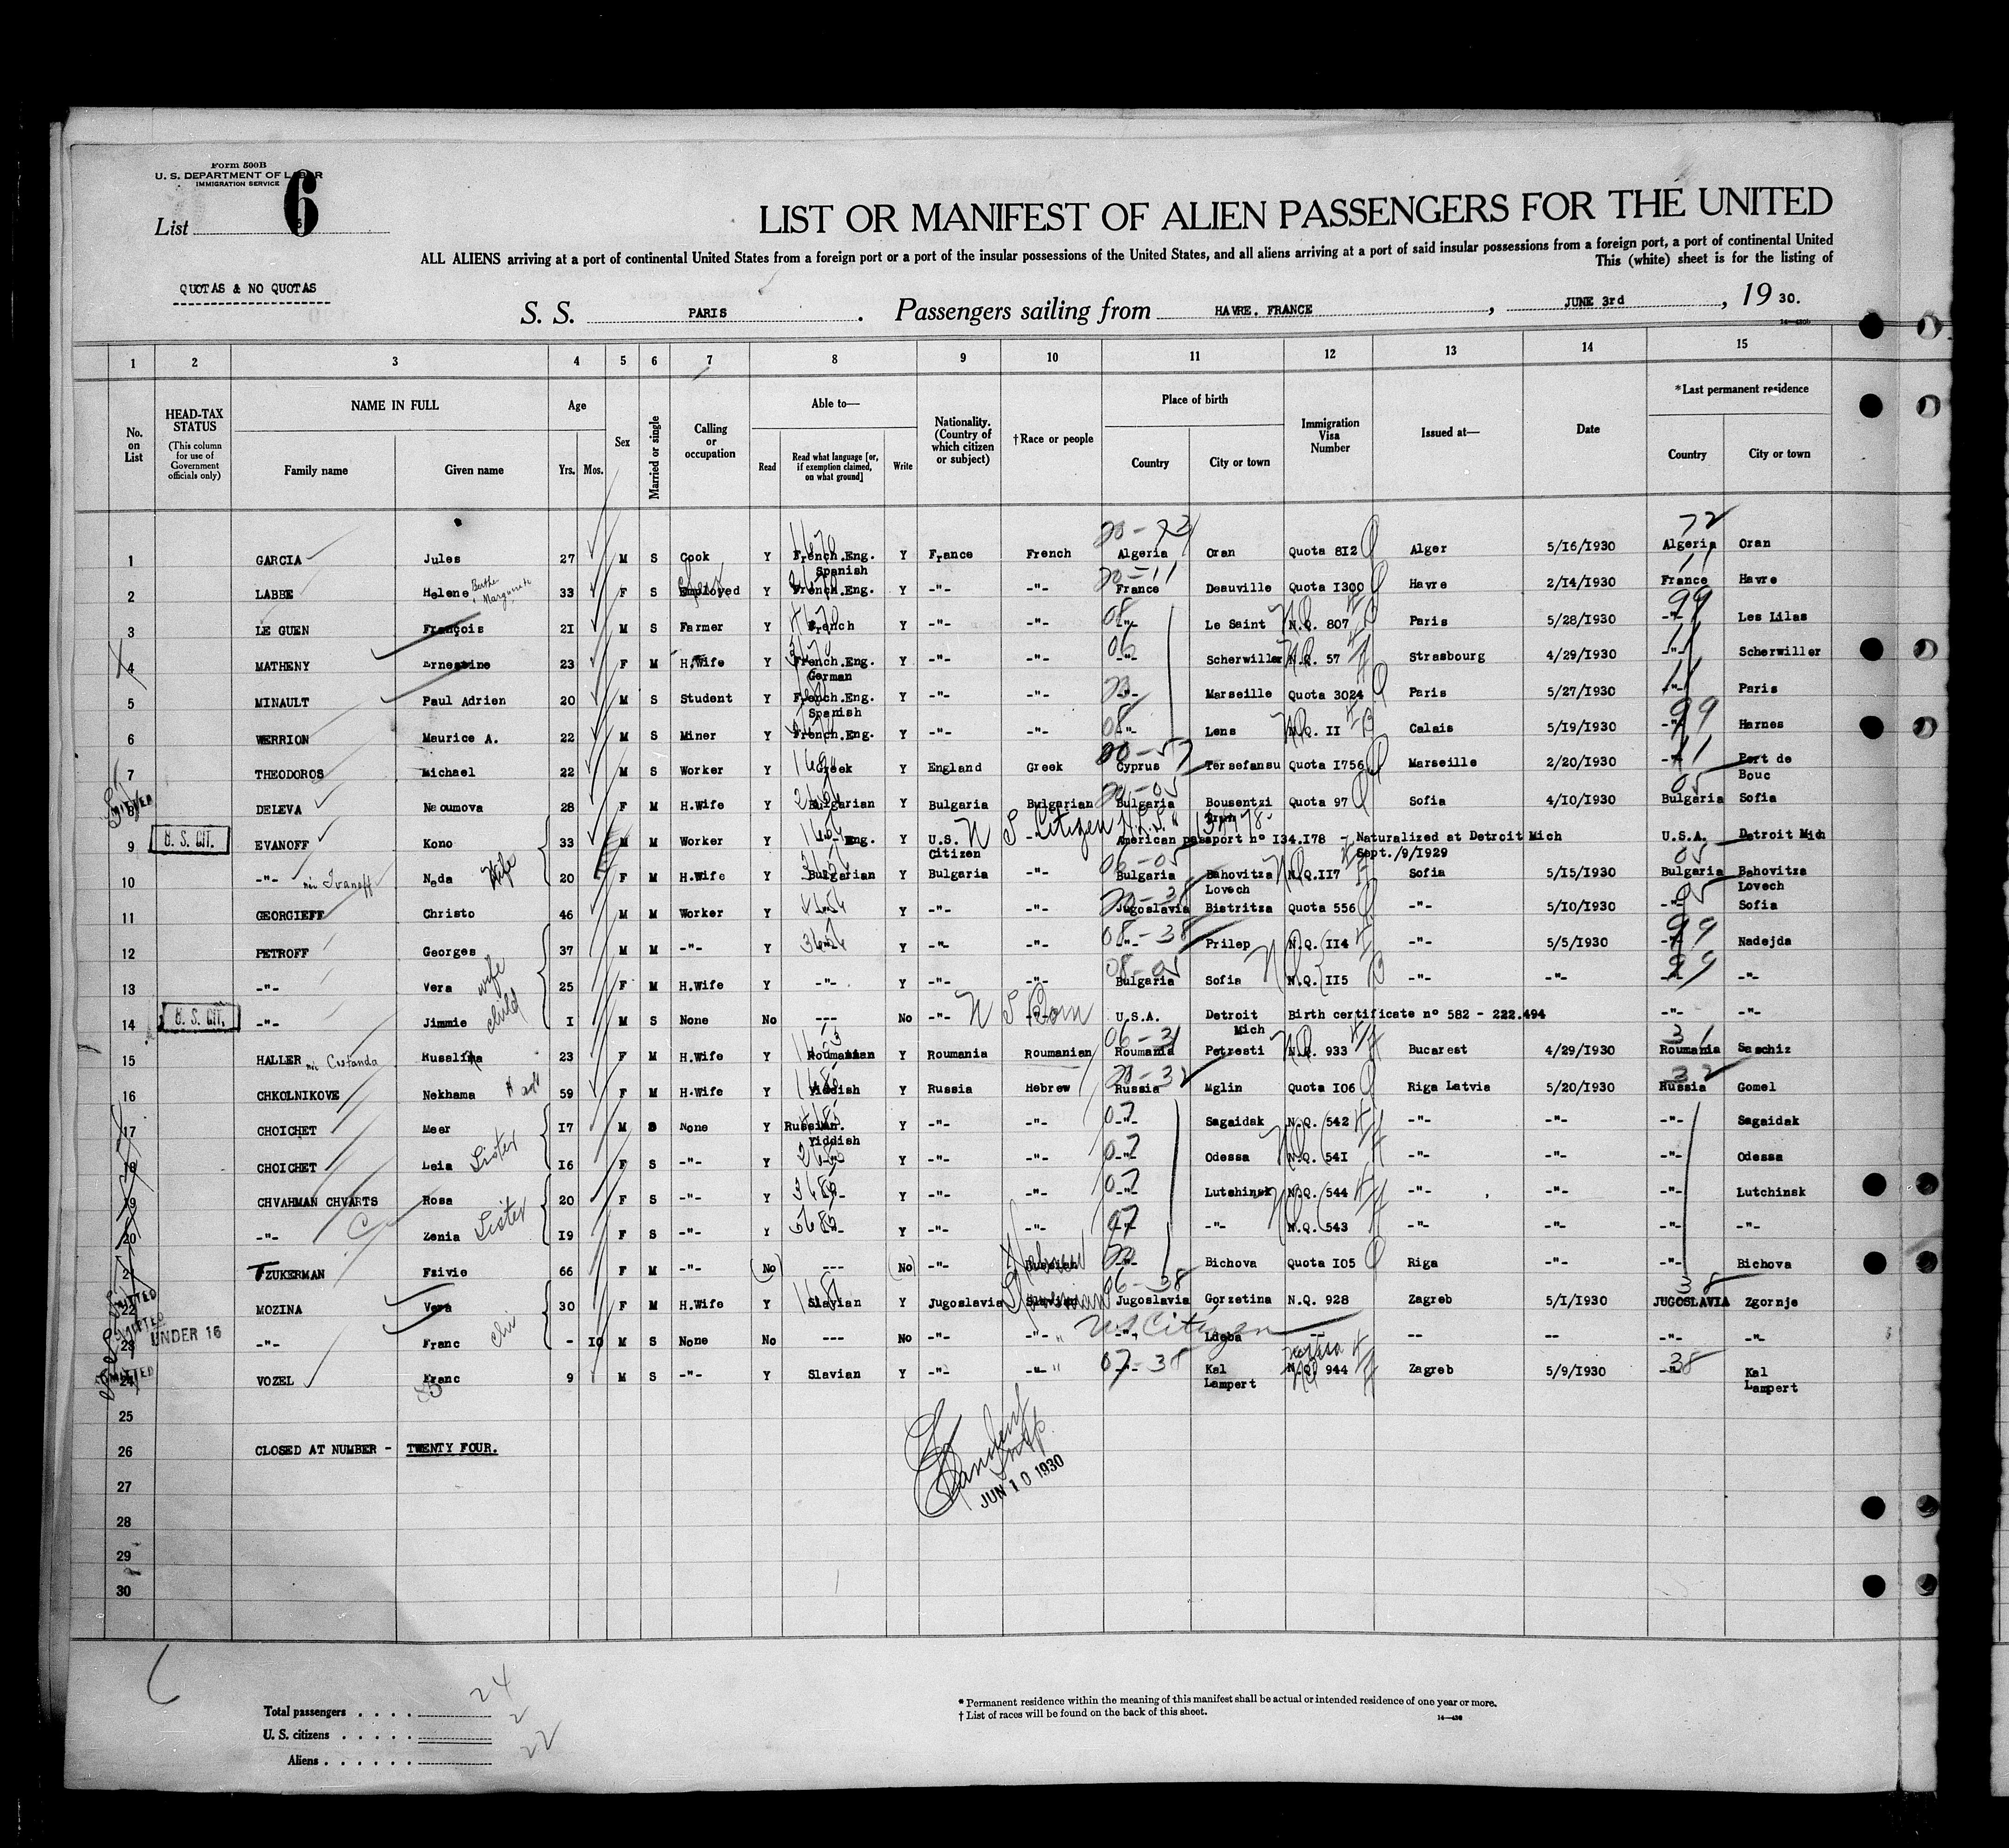 Form 500B
U. S. DEPARTMENT OF LABOR
IMMIGRATION SERVICE
List 6
QUOTAS & NO QUOTAS
LIST OR MANIFEST OF ALIEN PASSENGERS FOR THE UNITED
ALL ALIENS arriving at a port of continental United States from a foreign port or a port of the insular possessions of the United States, and all aliens arriving at a port of said insular possessions from a foreign port, a port of continental United
This (white) sheet is for the listing of
S. S. PARIS . Passengers sailing from HAVRE. FRANCE , JUNE 3rd , 19 30.
1 2 3 4 5 6 7 8 9 10 11 12 13 14 15
No. on List
HEAD-TAX STATUS (This column for use of Government officials only)
NAME IN FULL Family name Given name
Age Yrs. Mos.
Sex
Married or single
Calling or occupation
Able to— Read Read what language [or, if exemption claimed, on what ground] Write
Nationality. (Country of which citizen or subject)
†Race or people
Place of birth Country City or town
Immigration Visa Number
Issued at—
Date
*Last permanent residence Country City or town
1 GARCIA Jules 27 M S Cook Y French.Eng. Spanish Y France French Algeria Oran Quota 812 Alger 5/16/1930 Algeria Oran
2 LABBE Helene Berthe Marguerite 33 F S Employed Y French.Eng. Y -"- -"- France Deauville Quota 1300 Havre 2/14/1930 France Havre
3 LE GUEN François 21 M S Farmer Y French Y -"- -"- -"- Le Saint N.Q. 807 Paris 5/28/1930 -"- Les Lilas
4 MATHENY Ernestine 23 F M H.Wife Y French.Eng. German Y -"- -"- -"- Scherwiller N.Q. 57 Strasbourg 4/29/1930 -"- Scherwiller
5 MINAULT Paul Adrien 20 M S Student Y French.Eng. Spanish Y -"- -"- -"- Marseille Quota 3024 Paris 5/27/1930 -"- Paris
6 WERRION Maurice A. 22 M S Miner Y French.Eng. Y -"- -"- -"- Lens N.Q. II Calais 5/19/1930 -"- Harnes
7 THEODOROS Michael 22 M S Worker Y Greek Y England Greek Cyprus Tersefansu Quota 1756 Marseille 2/20/1930 -"- Port de Bouc
8 DELEVA Neoumova 28 F M H.Wife Y Bulgarian Y Bulgaria Bulgarian Bulgaria Bousentzi Quota 97 Sofia 4/10/1930 Bulgaria Sofia
9 U. S. CIT. EVANOFF Kono 33 M M Worker Y Eng. Y U.S. Citizen -"- U S Citizen American passport n° 134.178 - Naturalized at Detroit Mich Sept./9/1929 U.S.A. Detroit Mich
10 -"- née Ivanoff Neda Wife 20 F M H.Wife Y Bulgarian Y Bulgaria -"- Bulgaria Bahovitza Lovech N.Q.117 Sofia 5/15/1930 Bulgaria Bahovitza Lovech
11 GEORGIEFF Christo 46 M M Worker Y Y -"- -"- Jugoslavia Bistritza Quota 556 -"- 5/10/1930 -"- Sofia
12 PETROFF Georges 37 M M -"- Y Y -"- -"- -"- Prilep N.Q. 114 -"- 5/5/1930 -"- Nadejda
13 -"- Vera wife 25 F M H.Wife Y -"- Y -"- -"- Bulgaria Sofia N.Q. 115 -"- -"- -"- -"-
14 U. S. CIT. -"- Jimmie child I M S None No --- No -"- U S Born -"- U.S.A. Detroit Mich Birth certificate n° 582 - 222.494 -"- -"-
15 HALLER née Costanda Rusalina 23 F M H.Wife Y Roumanian Y Roumania Roumanian Roumania Petresti N.Q. 933 Bucarest 4/29/1930 Roumania Saschiz
16 CHKOLNIKOVE Nekhama 59 F M H.Wife Y Yiddish Y Russia Hebrew Russia Mglin Quota 106 Riga Latvia 5/20/1930 Russia Gomel
17 CHOICHET Meer 17 M S None Y Russian. Yiddish Y -"- -"- -"- Sagaidak N.Q. 542 -"- -"- -"- Sagaidak
18 CHOICHET Leia Sister 16 F S -"- Y -"- Y -"- -"- -"- Odessa N.Q. 541 -"- -"- -"- Odessa
19 CHVAHMAN CHVARTS Rosa 20 F S -"- Y -"- Y -"- -"- -"- Lutchinsk N.Q. 544 -"- -"- -"- Lutchinsk
20 -"- Zenia Sister 19 F S -"- Y -"- Y -"- -"- -"- -"- N.Q. 543 -"- -"- -"- -"-
21 TZUKERMAN Fzivie 66 F M -"- (No) --- (No) -"- Hebrew Russian -"- Bichova Quota 105 Riga -"- -"- Bichova
22 MOZINA Vera 30 F M H.Wife Y Slavian Y Jugoslavia Slavian Jugoslavia Gorzetina N.Q. 928 Zagreb 5/1/1930 JUGOSLAVIA Zgornje
23 UNDER 16 -"- Franc - 10 M S None No --- No -"- -"- US Citizen -"- Ldeba -- -- -- -"- -"-
24 VOZEL Franc 9 M S -"- Y Slavian Y -"- -"- -"- Kal Lampert N.Q. 944 Zagreb 5/9/1930 -"- Kal Lampert
25
26 CLOSED AT NUMBER - TWENTY FOUR.
JUN 10 1930
27
28
29
30
Total passengers . . . . 24
U. S. citizens . . . . . 2
Aliens . . . . . . 22
* Permanent residence within the meaning of this manifest shall be actual or intended residence of one year or more.
† List of races will be found on the back of this sheet.